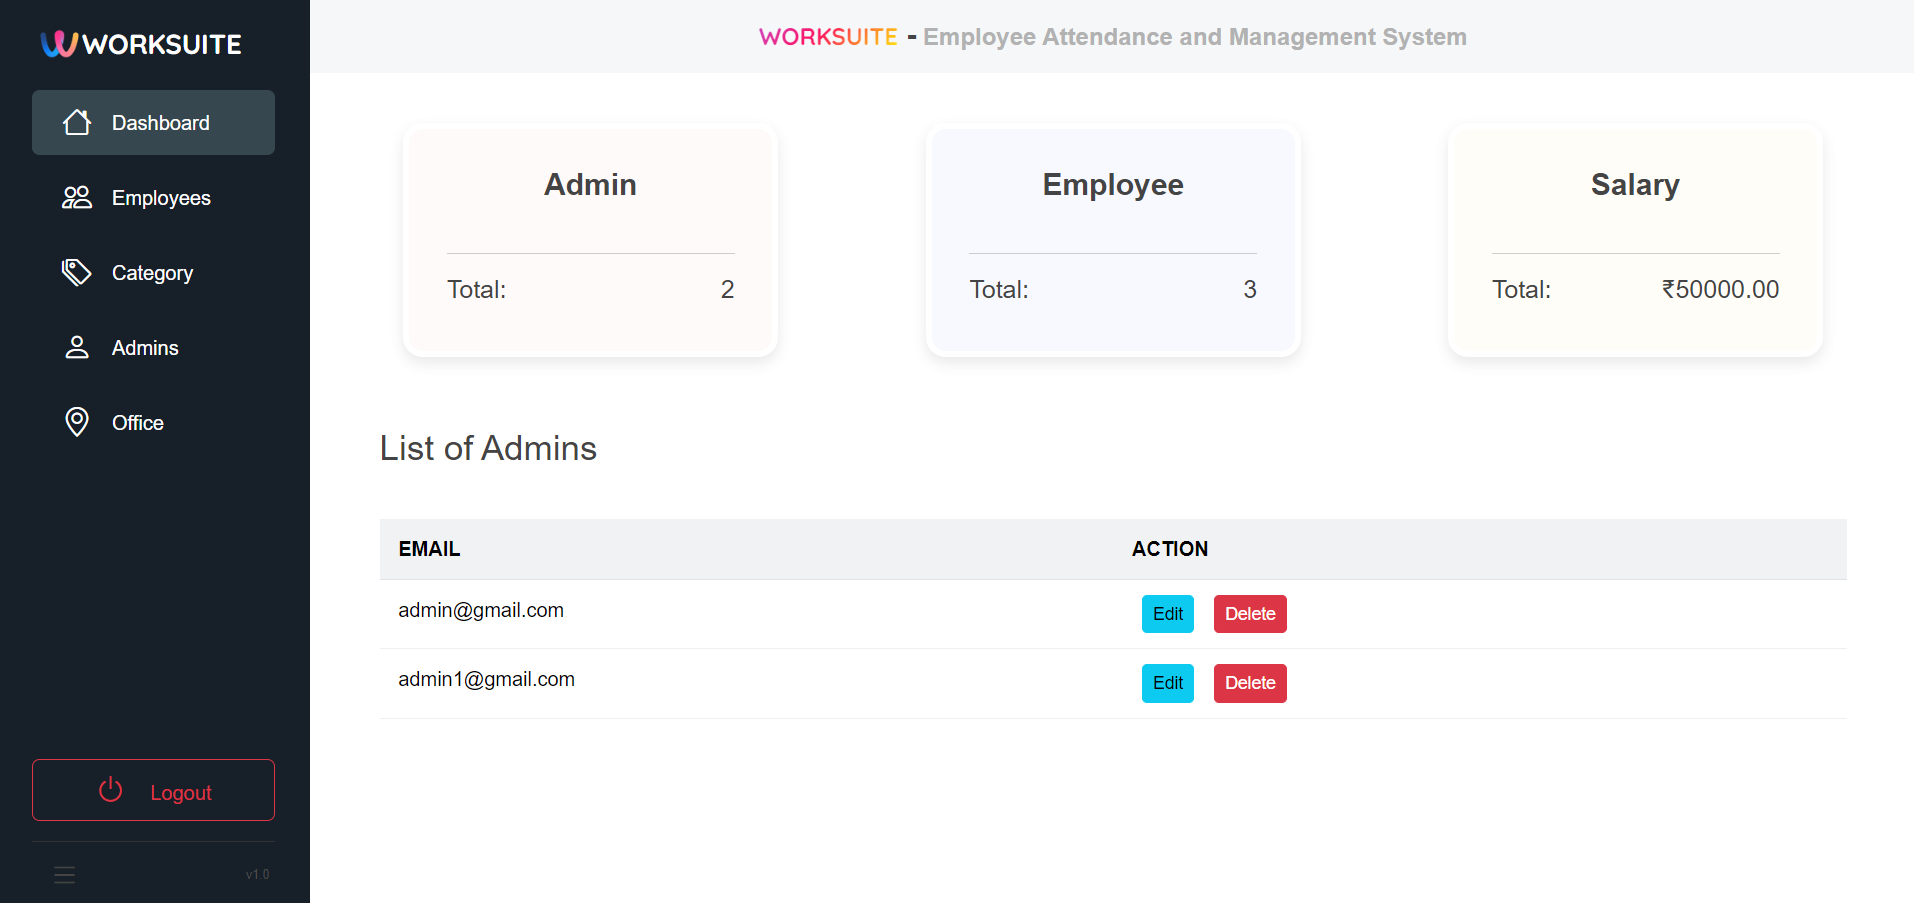 WORKSUITE
Dashboard
Employees
Category
Admins
Office
Logout
v1.0
WORKSUITE - Employee Attendance and Management System
Admin
Total: 2
Employee
Total: 3
Salary
Total: ₹50000.00
List of Admins
EMAIL ACTION
admin@gmail.com Edit Delete
admin1@gmail.com Edit Delete